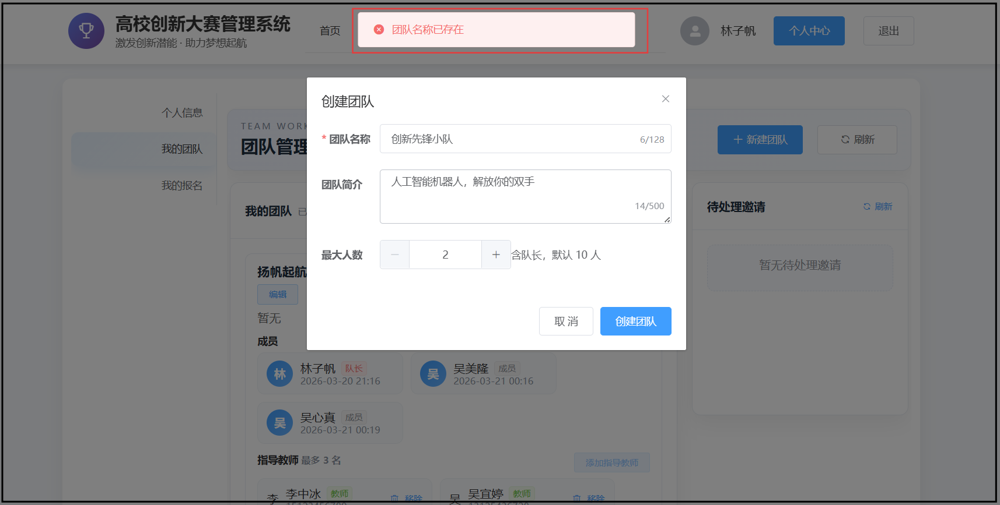 高校创新大赛管理系统
激发创新潜能 · 助力梦想起航
首页
团队名称已存在
林子帆
个人中心
退出
个人信息
我的团队
我的报名
TEAM WORK
团队管理
新建团队
刷新
创建团队
* 团队名称
创新先锋小队
6/128
团队简介
人工智能机器人，解放你的双手
14/500
最大人数
2
含队长，默认 10 人
取 消
创建团队
我的团队
待处理邀请
刷新
暂无待处理邀请
扬帆起航
编辑
暂无
成员
林
林子帆
队长
2026-03-20 21:16
吴
吴美隆
成员
2026-03-21 00:16
吴
吴心真
成员
2026-03-21 00:19
指导教师 最多 3 名
添加指导教师
李
李中冰
教师
移除
吴
吴宜婷
教师
移除